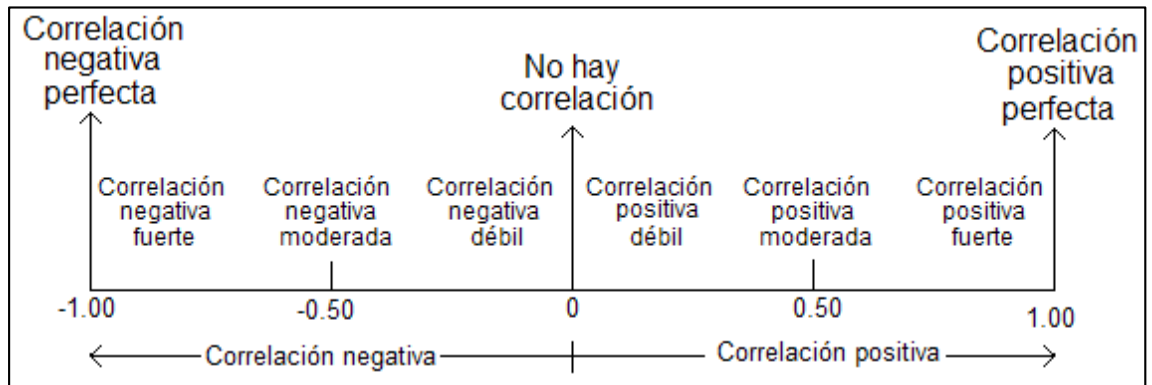 Correlación
negativa
perfecta
No hay
correlación
Correlación
positiva
perfecta
Correlación
negativa
fuerte
Correlación
negativa
moderada
Correlación
negativa
débil
Correlación
positiva
débil
Correlación
positiva
moderada
Correlación
positiva
fuerte
-1.00
-0.50
0
0.50
1.00
Correlación negativa
Correlación positiva